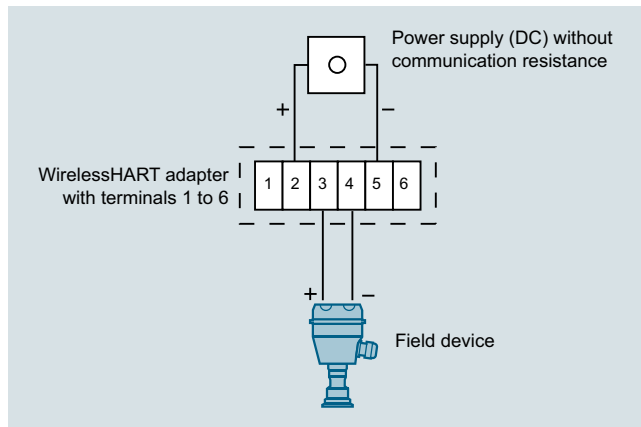 Power supply (DC) without
communication resistance
+ –
WirelessHART adapter
with terminals 1 to 6
1 2 3 4 5 6
+ –
Field device